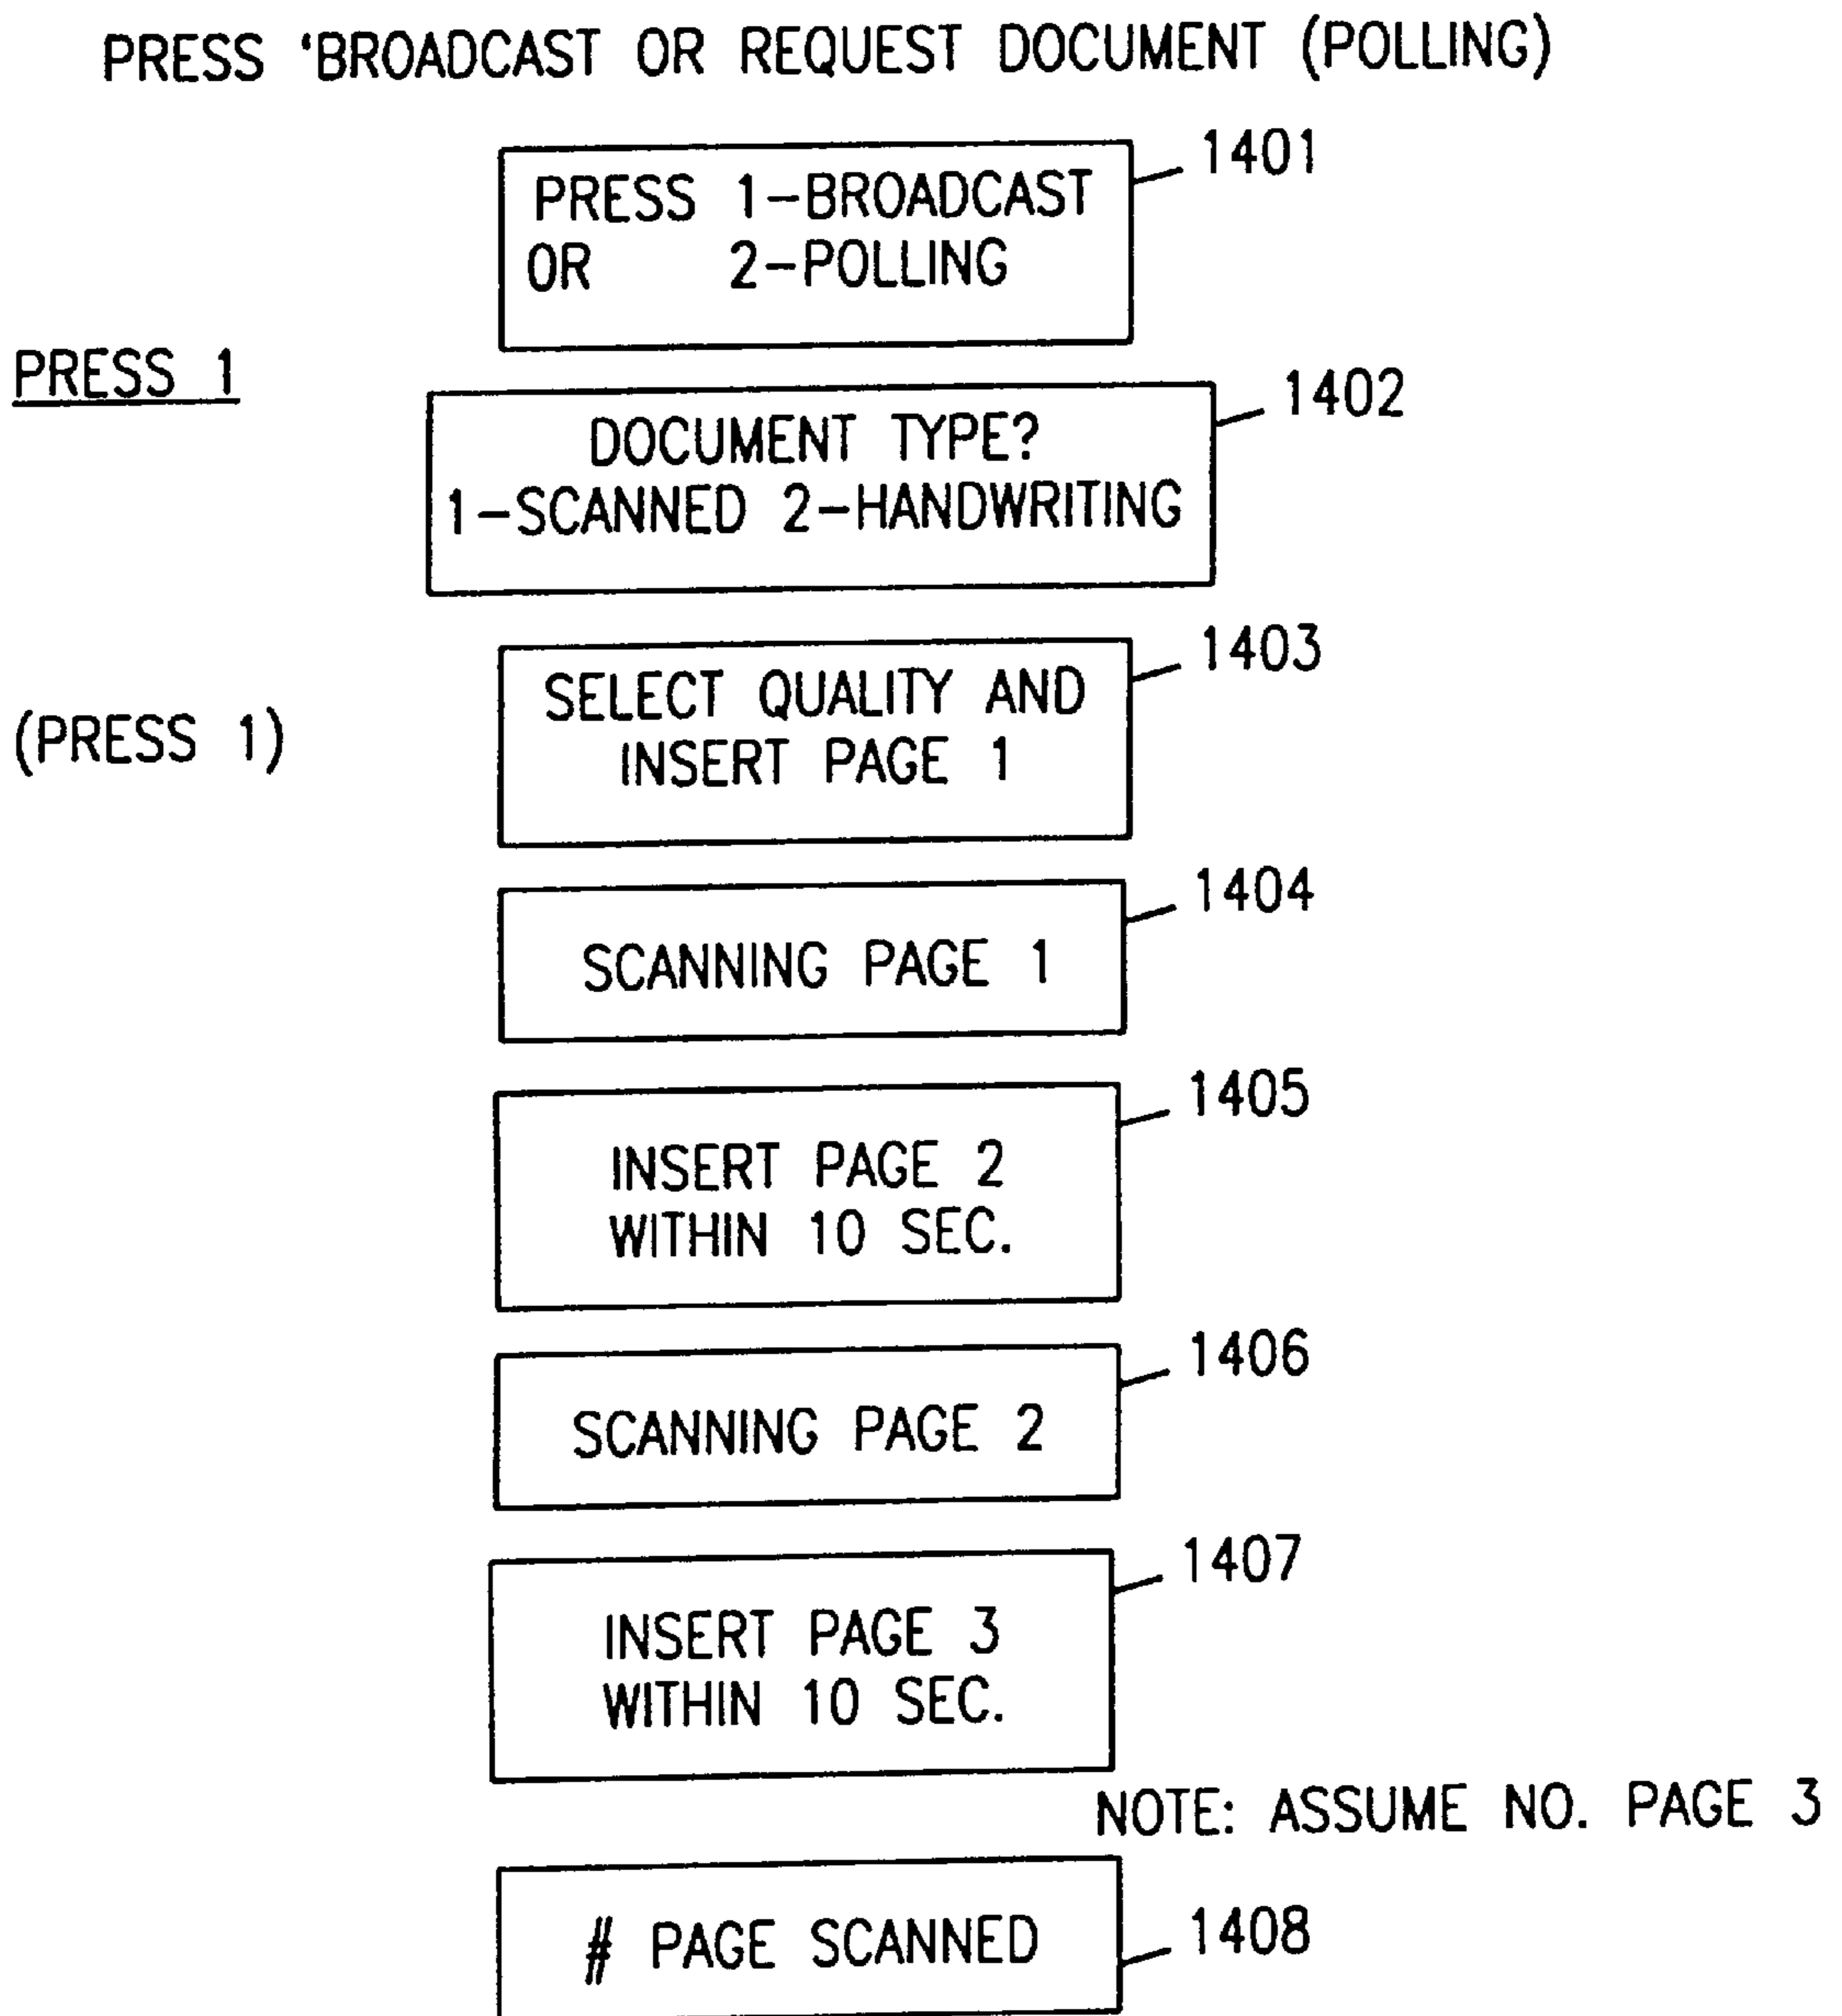 PRESS 'BROADCAST OR REQUEST DOCUMENT (POLLING)
1401
PRESS 1-BROADCAST
OR 2-POLLING
PRESS 1
1402
DOCUMENT TYPE?
1-SCANNED 2-HANDWRITING
1403
SELECT QUALITY AND
INSERT PAGE 1
(PRESS 1)
1404
SCANNING PAGE 1
1405
INSERT PAGE 2
WITHIN 10 SEC.
1406
SCANNING PAGE 2
1407
INSERT PAGE 3
WITHIN 10 SEC.
NOTE: ASSUME NO. PAGE 3
# PAGE SCANNED
1408